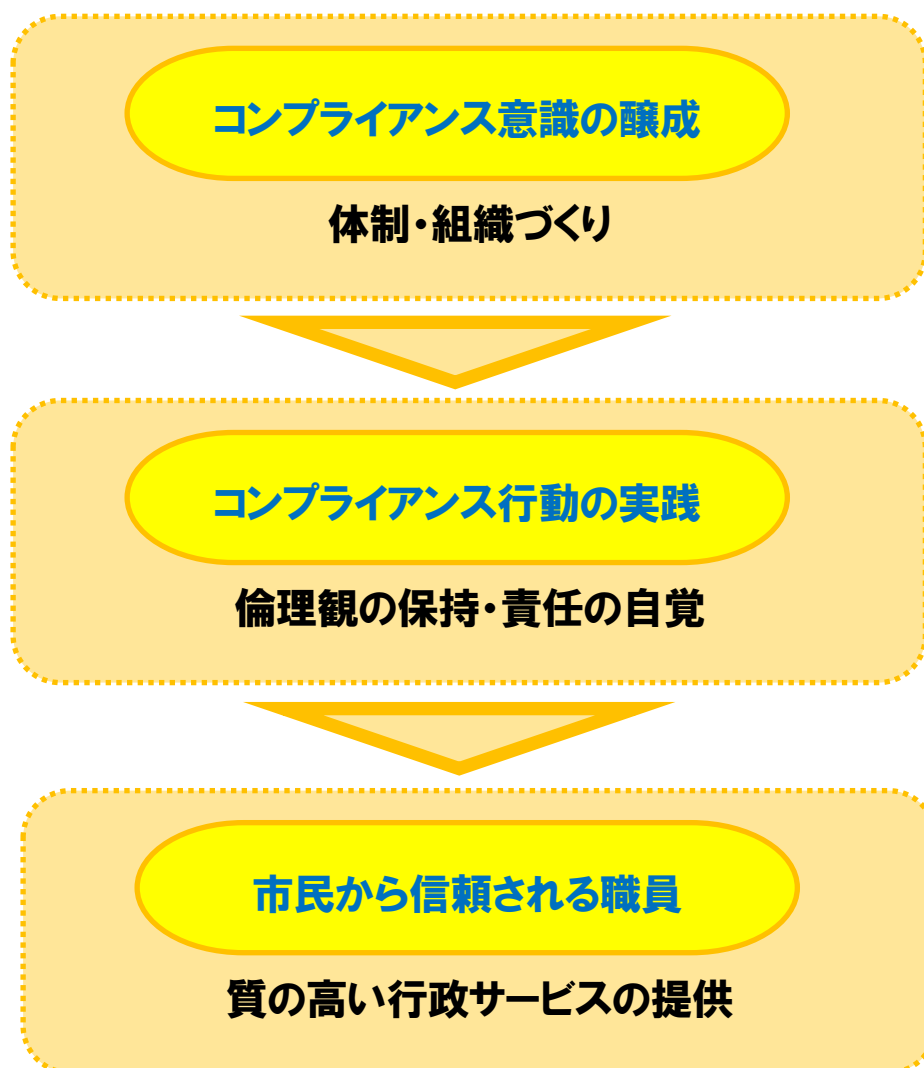 コンプライアンス意識の醸成
体制・組織づくり
コンプライアンス行動の実践
倫理観の保持・責任の自覚
市民から信頼される職員
質の高い行政サービスの提供